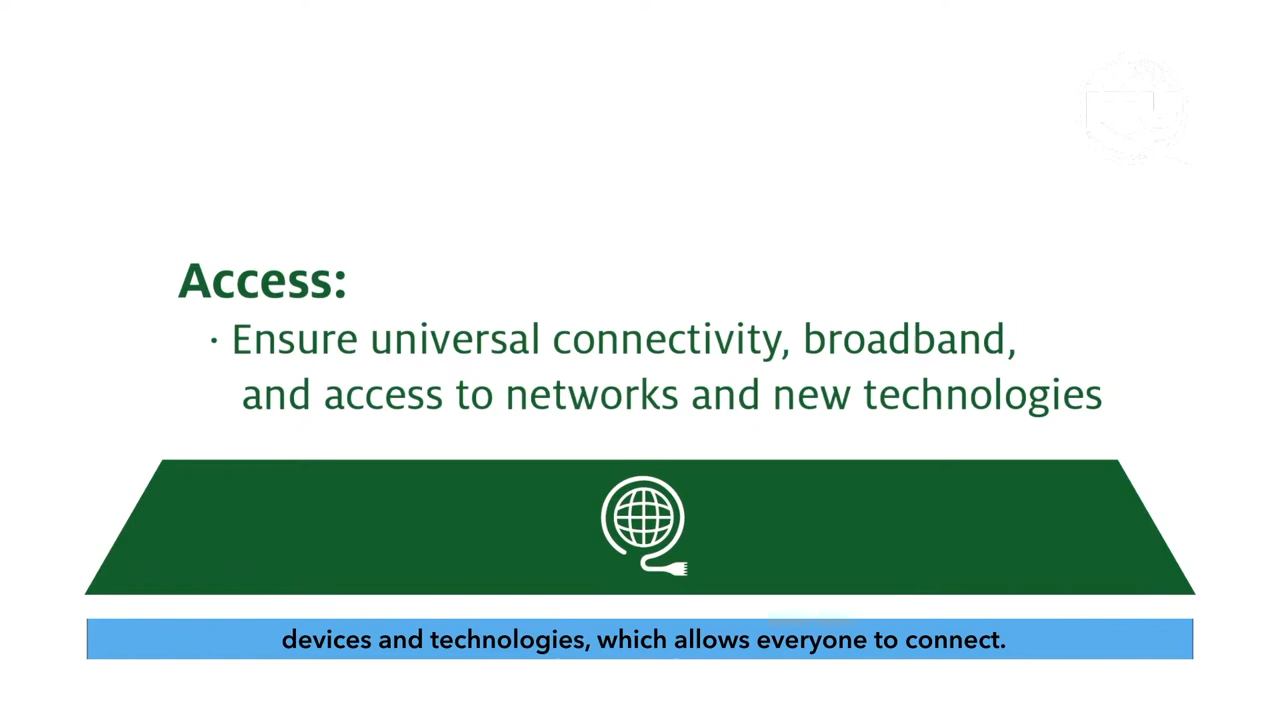 Access:
· Ensure universal connectivity, broadband,
and access to networks and new technologies
devices and technologies, which allows everyone to connect.